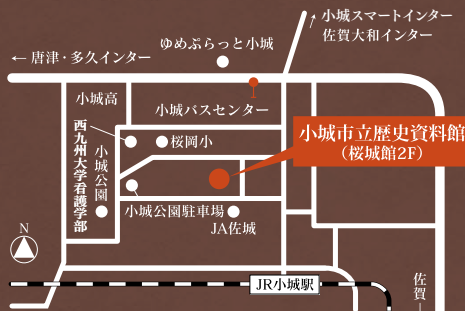 小城スマートインター
佐賀大和インター
ゆめぷらっと小城
← 唐津・多久インター
小城高
小城バスセンター
小城市立歴史資料館
（桜城館2F）
西九州大学看護学部
桜岡小
小城公園
小城公園駐車場
JA佐城
N
JR小城駅
佐賀